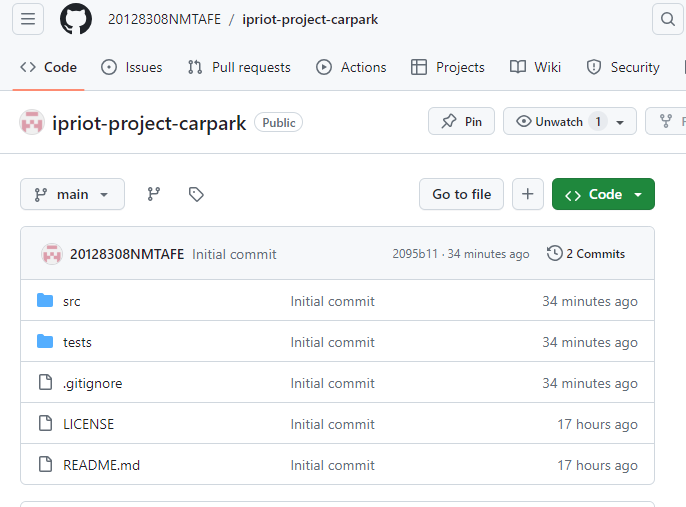 20128308NMTAFE / ipriot-project-carpark
Code Issues Pull requests Actions Projects Wiki Security
ipriot-project-carpark Public Pin Unwatch 1
main Go to file Code
20128308NMTAFE Initial commit 2095b11 · 34 minutes ago 2 Commits
src Initial commit 34 minutes ago
tests Initial commit 34 minutes ago
.gitignore Initial commit 34 minutes ago
LICENSE Initial commit 17 hours ago
README.md Initial commit 17 hours ago